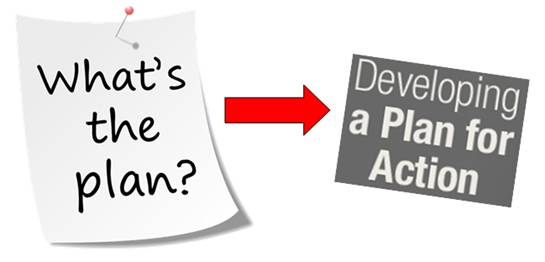 What's
the
plan?
Developing
a Plan for
Action